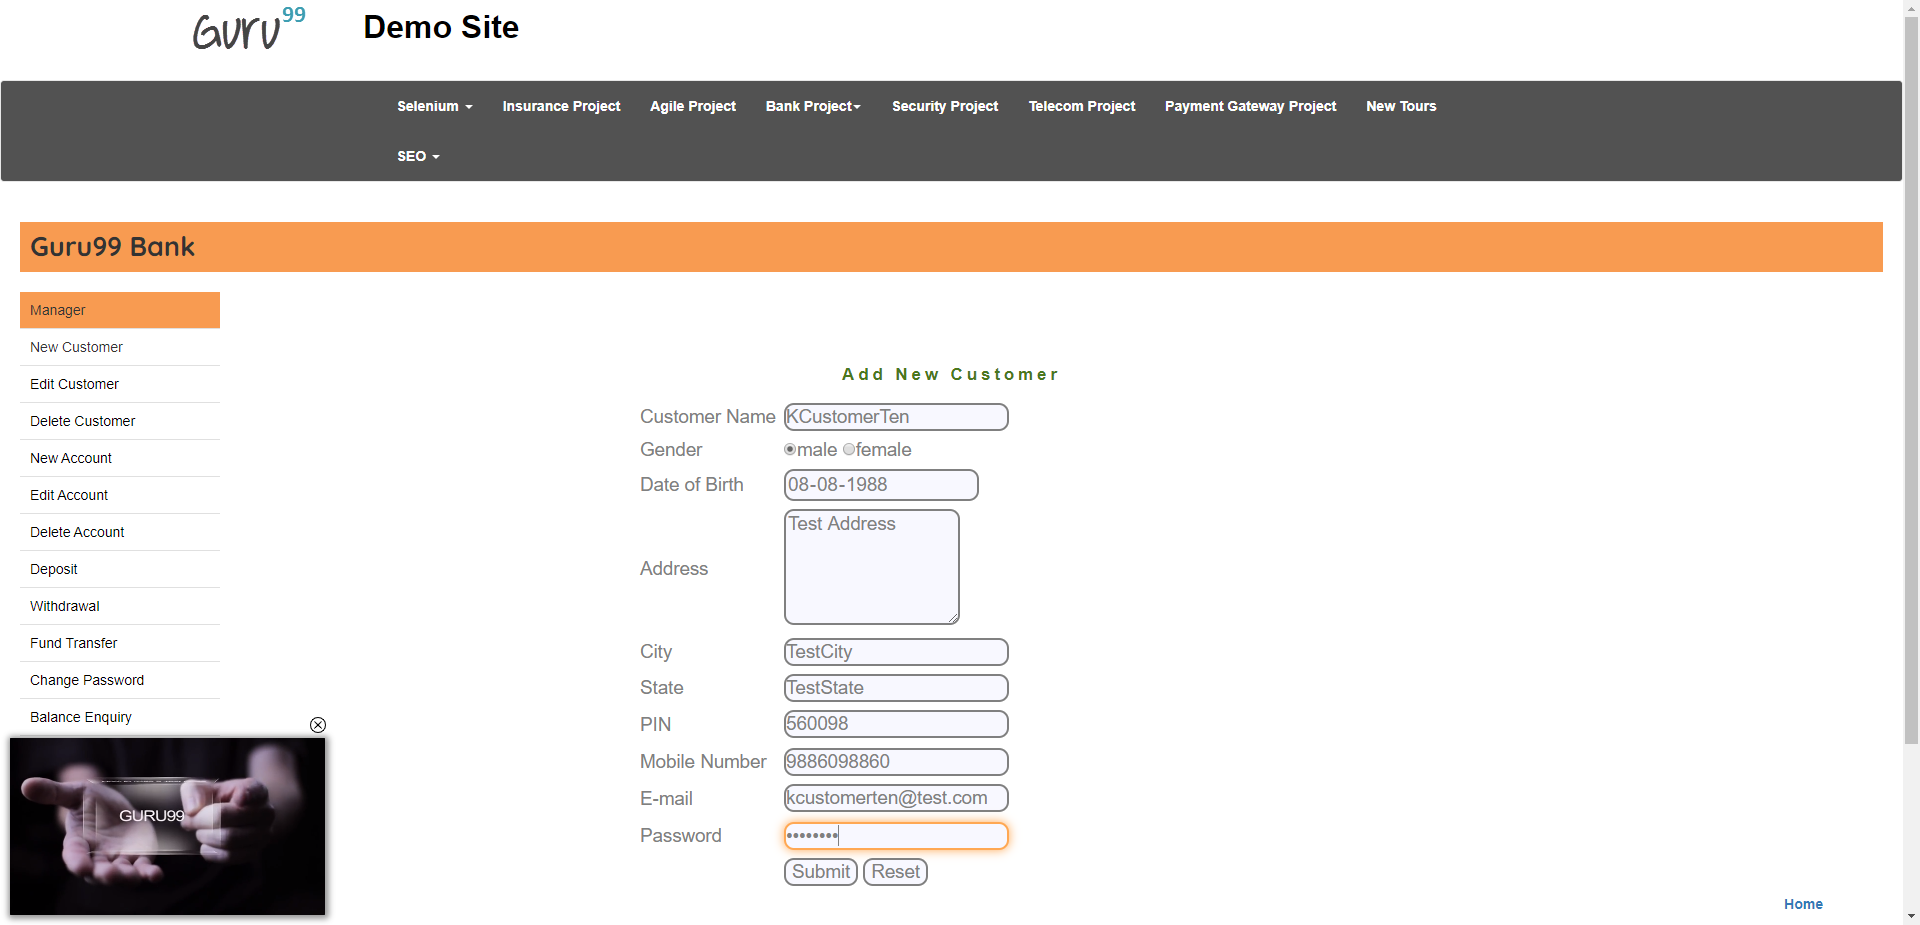 Guru99
Demo Site
Selenium Insurance Project Agile Project Bank Project Security Project Telecom Project Payment Gateway Project New Tours
SEO
Guru99 Bank
Manager
New Customer
Edit Customer
Delete Customer
New Account
Edit Account
Delete Account
Deposit
Withdrawal
Fund Transfer
Change Password
Balance Enquiry
GURU99
Add New Customer
Customer Name KCustomerTen
Gender male female
Date of Birth 08-08-1988
Address Test Address
City TestCity
State TestState
PIN 560098
Mobile Number 9886098860
E-mail kcustomerten@test.com
Password ••••••••
Submit Reset
Home